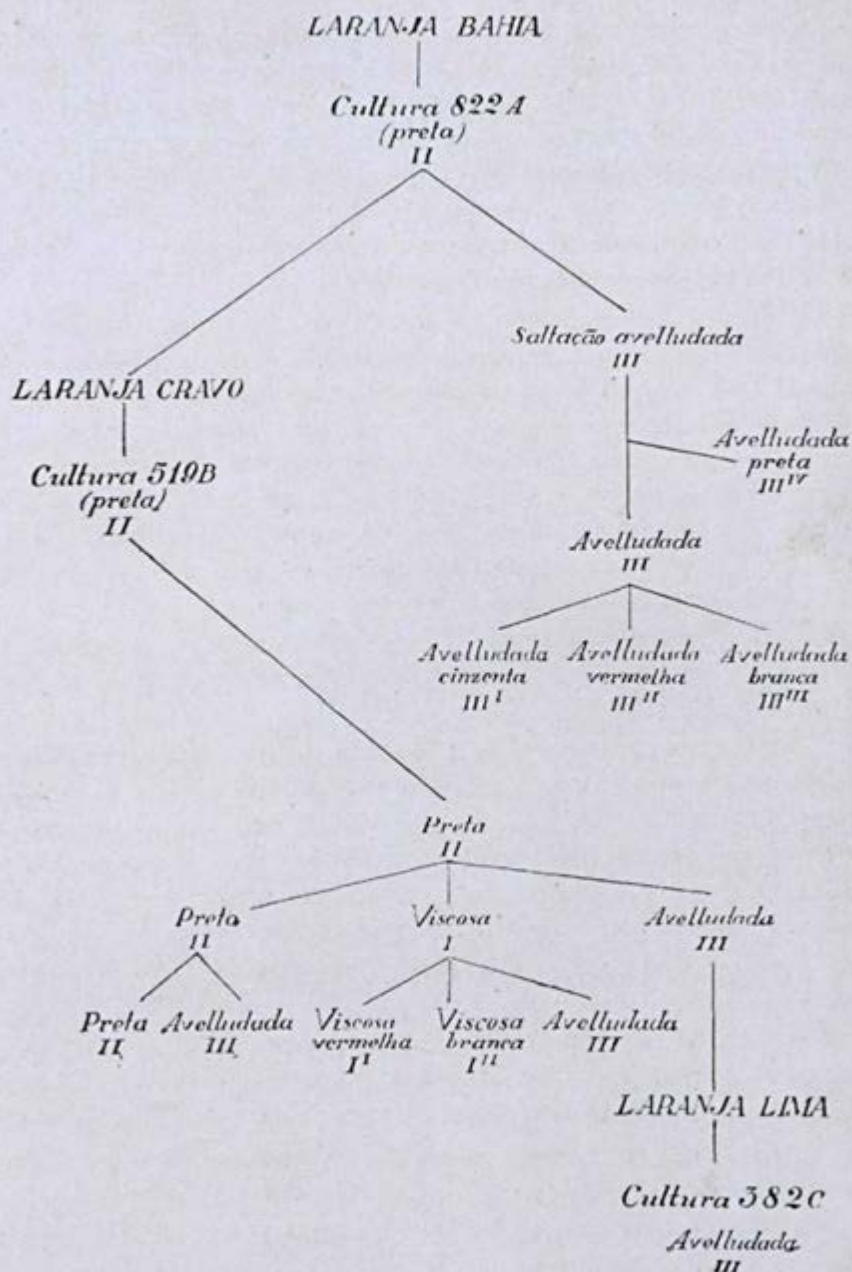 LARANJA BAHIA
Cultura 822A
(preta)
II
Saltação avelludada
III
LARANJA CRAVO
Avelludada
preta
III IV
Cultura 519B
(preta)
II
Avelludada
III
Avelludada
cinzenta
III I
Avelludada
vermelha
III II
Avelludada
branca
III III
Preta
II
Preta
II
Viscosa
I
Avelludada
III
Preta
II
Avelludada
III
Viscosa
vermelha
I I
Viscosa
branca
I II
Avelludada
III
LARANJA LIMA
Cultura 382C
Avelludada
III